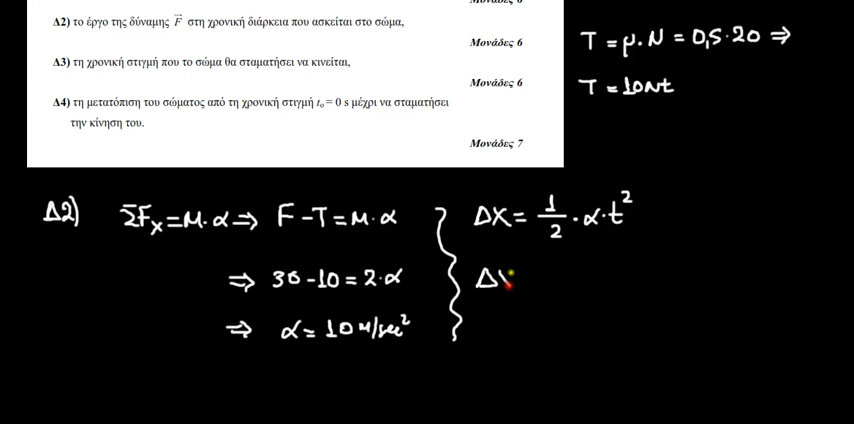 Δ2) το έργο της δύναμης F⃗ στη χρονική διάρκεια που ασκείται στο σώμα,
Μονάδες 6
Δ3) τη χρονική στιγμή που το σώμα θα σταματήσει να κινείται,
Μονάδες 6
Δ4) τη μετατόπιση του σώματος από τη χρονική στιγμή tₒ = 0 s μέχρι να σταματήσει
την κίνηση του.
Μονάδες 7
T = μ . N = 0,5 · 20 ⇒
T = 10Nt
Δ2) ΣFₓ = M · α ⇒ F - T = M · α
⇒ 30 - 10 = 2 · α
⇒ α = 10 M/sec²
ΔX = 1/2 · α · t²
Δ